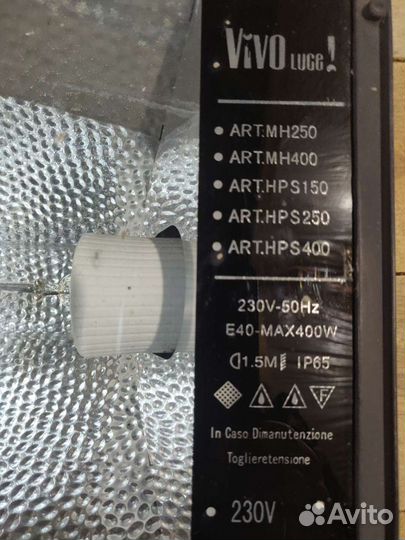 VIVO LUCE!
• ART.MH250
• ART.MH400
• ART.HPS150
• ART.HPS250
• ART.HPS400
230V-50Hz
E40-MAX400W
1.5M IP65
F
In Caso Dimanutenzione
Toglieretensione
230V
Avito